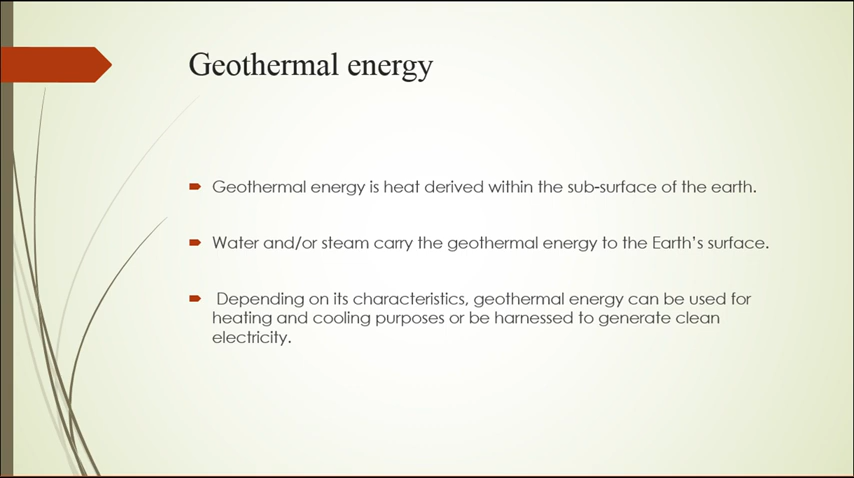 Geothermal energy
Geothermal energy is heat derived within the sub-surface of the earth.
Water and/or steam carry the geothermal energy to the Earth's surface.
Depending on its characteristics, geothermal energy can be used for
heating and cooling purposes or be harnessed to generate clean
electricity.